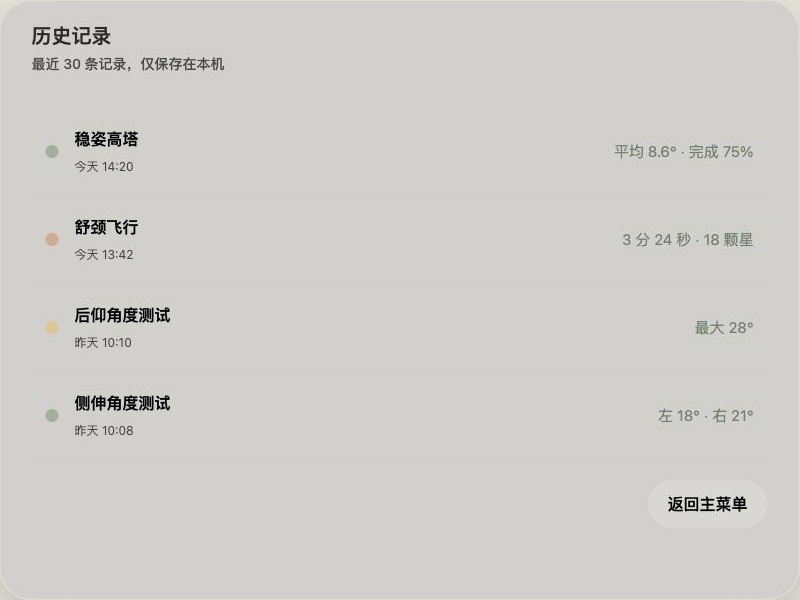 历史记录
最近 30 条记录，仅保存在本机
稳姿高塔
今天 14:20
平均 8.6° · 完成 75%
舒颈飞行
今天 13:42
3 分 24 秒 · 18 颗星
后仰角度测试
昨天 10:10
最大 28°
侧伸角度测试
昨天 10:08
左 18° · 右 21°
返回主菜单